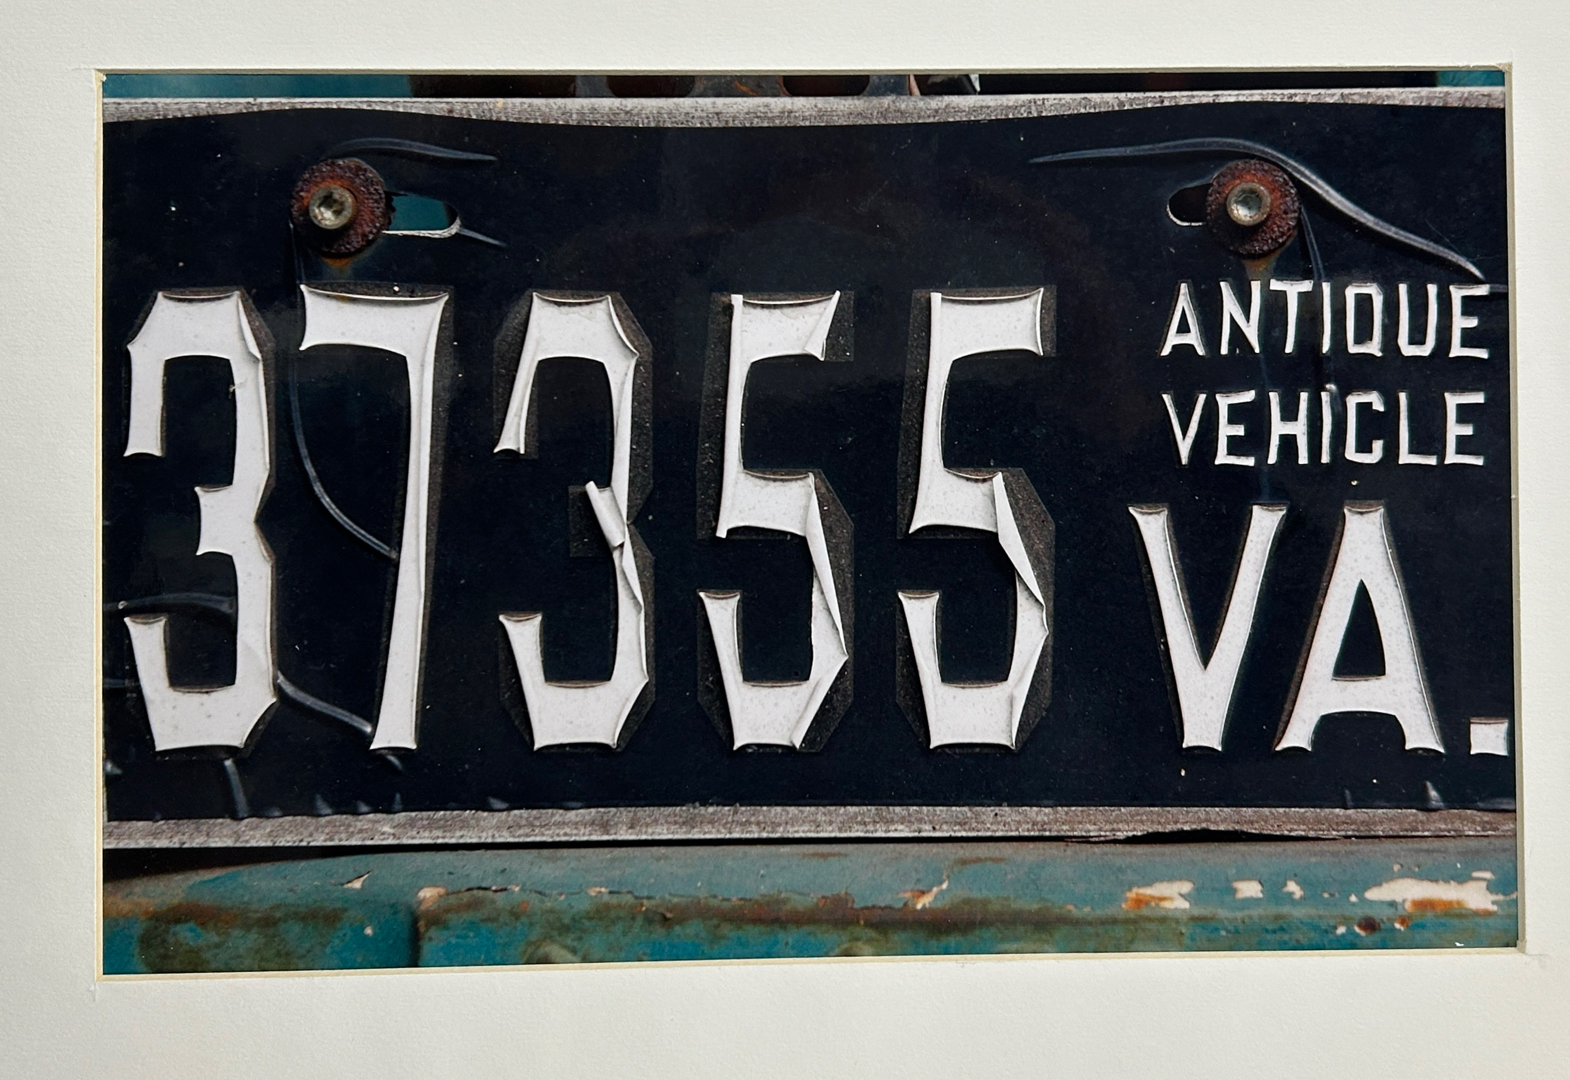 37355
ANTIQUE
VEHICLE
VA.